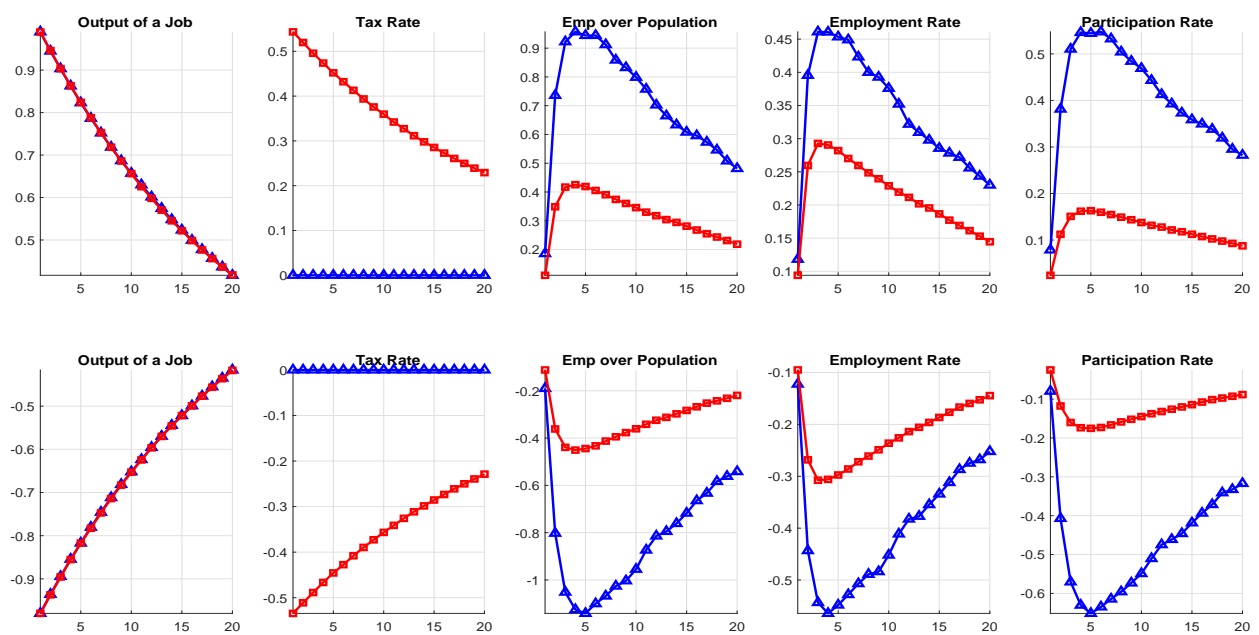 Output of a Job
0.9
0.8
0.7
0.6
0.5
5 10 15 20
Tax Rate
0.5
0.4
0.3
0.2
0.1
0
5 10 15 20
Emp over Population
0.9
0.8
0.7
0.6
0.5
0.4
0.3
0.2
5 10 15 20
Employment Rate
0.45
0.4
0.35
0.3
0.25
0.2
0.15
0.1
5 10 15 20
Participation Rate
0.5
0.4
0.3
0.2
0.1
5 10 15 20
Output of a Job
-0.5
-0.6
-0.7
-0.8
-0.9
5 10 15 20
Tax Rate
0
-0.1
-0.2
-0.3
-0.4
-0.5
5 10 15 20
Emp over Population
-0.2
-0.4
-0.6
-0.8
-1
5 10 15 20
Employment Rate
-0.1
-0.2
-0.3
-0.4
-0.5
5 10 15 20
Participation Rate
-0.1
-0.2
-0.3
-0.4
-0.5
-0.6
5 10 15 20